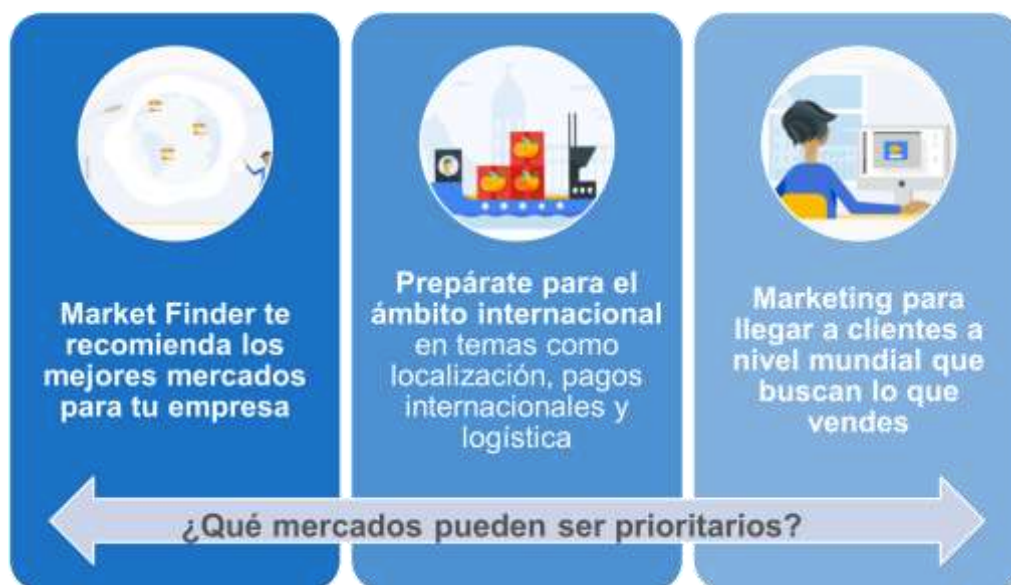 Market Finder te
recomienda los
mejores mercados
para tu empresa
Prepárate para el
ámbito internacional
en temas como
localización, pagos
internacionales y
logística
Marketing para
llegar a clientes a
nivel mundial que
buscan lo que
vendes
¿Qué mercados pueden ser prioritarios?